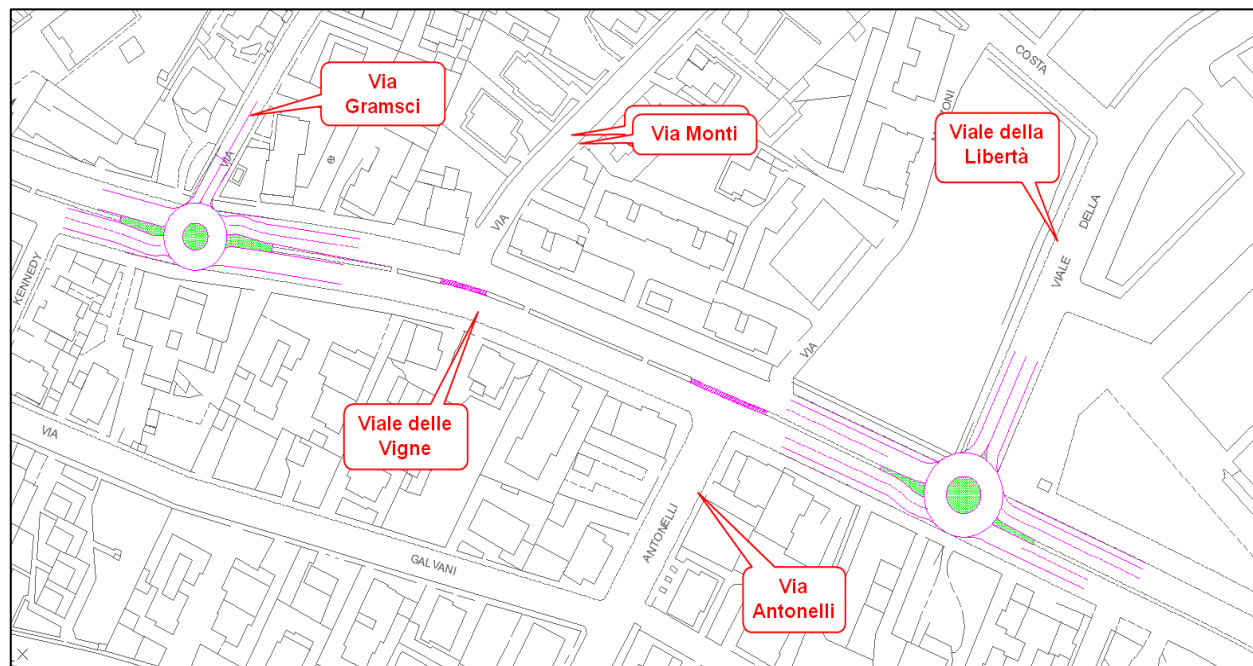 COSTA
Via
Gramsci
Via Monti
Viale della
Libertà
VIA
DELLA
VIALE
VIA
KENNEDY
VIA
Viale delle
Vigne
VIA
ANTONELLI
GALVANI
Via
Antonelli